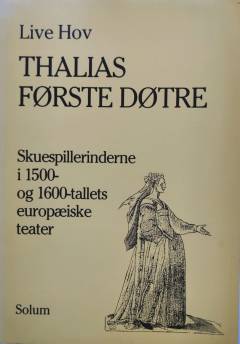 Live Hov
THALIAS
FØRSTE DØTRE
Skuespillerinderne
i 1500-
og 1600-tallets
europæiske
teater
Solum